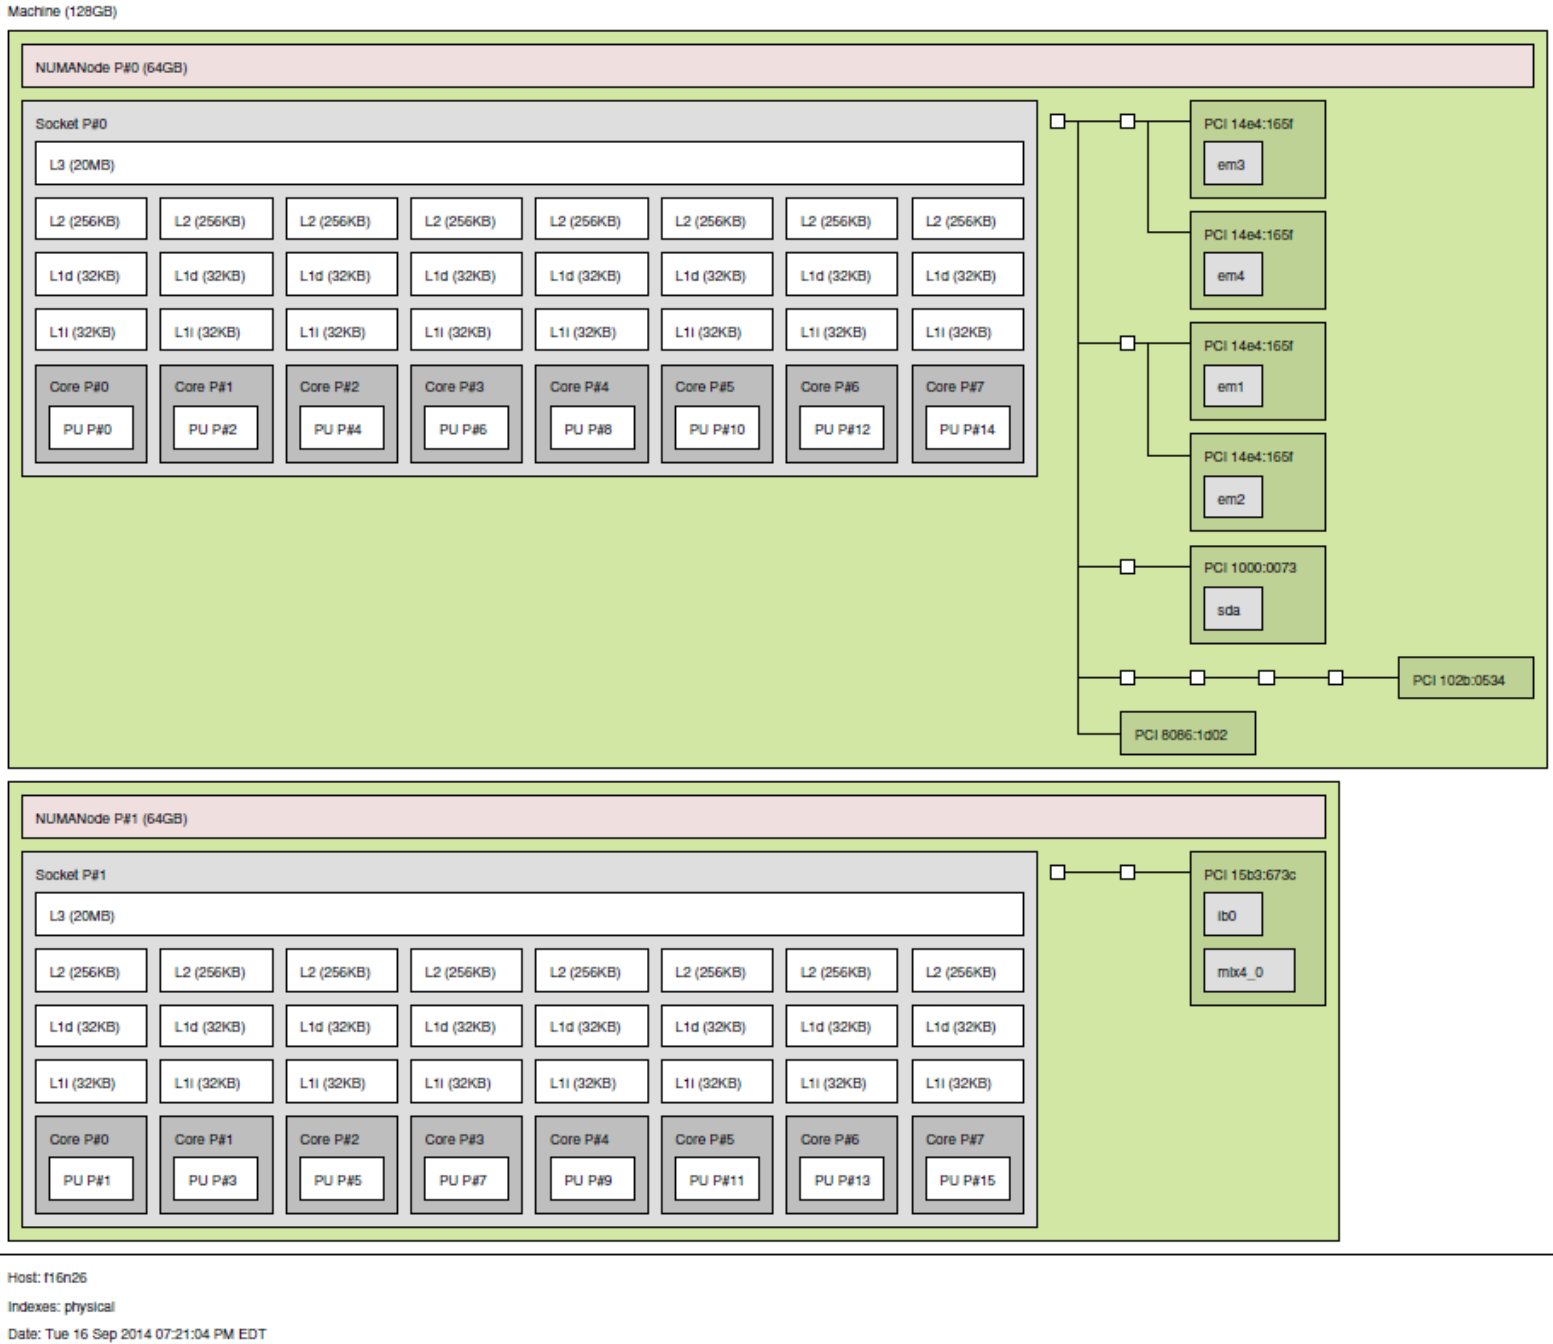 Machine (128GB)
NUMANode P#0 (64GB)
Socket P#0
L3 (20MB)
L2 (256KB) L2 (256KB) L2 (256KB) L2 (256KB) L2 (256KB) L2 (256KB) L2 (256KB) L2 (256KB)
L1d (32KB) L1d (32KB) L1d (32KB) L1d (32KB) L1d (32KB) L1d (32KB) L1d (32KB) L1d (32KB)
L1i (32KB) L1i (32KB) L1i (32KB) L1i (32KB) L1i (32KB) L1i (32KB) L1i (32KB) L1i (32KB)
Core P#0 Core P#1 Core P#2 Core P#3 Core P#4 Core P#5 Core P#6 Core P#7
PU P#0 PU P#2 PU P#4 PU P#6 PU P#8 PU P#10 PU P#12 PU P#14
PCI 14e4:165f
em3
PCI 14e4:165f
em4
PCI 14e4:165f
em1
PCI 14e4:165f
em2
PCI 1000:0073
sda
PCI 102b:0534
PCI 8086:1d02
NUMANode P#1 (64GB)
Socket P#1
L3 (20MB)
L2 (256KB) L2 (256KB) L2 (256KB) L2 (256KB) L2 (256KB) L2 (256KB) L2 (256KB) L2 (256KB)
L1d (32KB) L1d (32KB) L1d (32KB) L1d (32KB) L1d (32KB) L1d (32KB) L1d (32KB) L1d (32KB)
L1i (32KB) L1i (32KB) L1i (32KB) L1i (32KB) L1i (32KB) L1i (32KB) L1i (32KB) L1i (32KB)
Core P#0 Core P#1 Core P#2 Core P#3 Core P#4 Core P#5 Core P#6 Core P#7
PU P#1 PU P#3 PU P#5 PU P#7 PU P#9 PU P#11 PU P#13 PU P#15
PCI 15b3:673c
ib0
mlx4_0
Host: f16n26
Indexes: physical
Date: Tue 16 Sep 2014 07:21:04 PM EDT